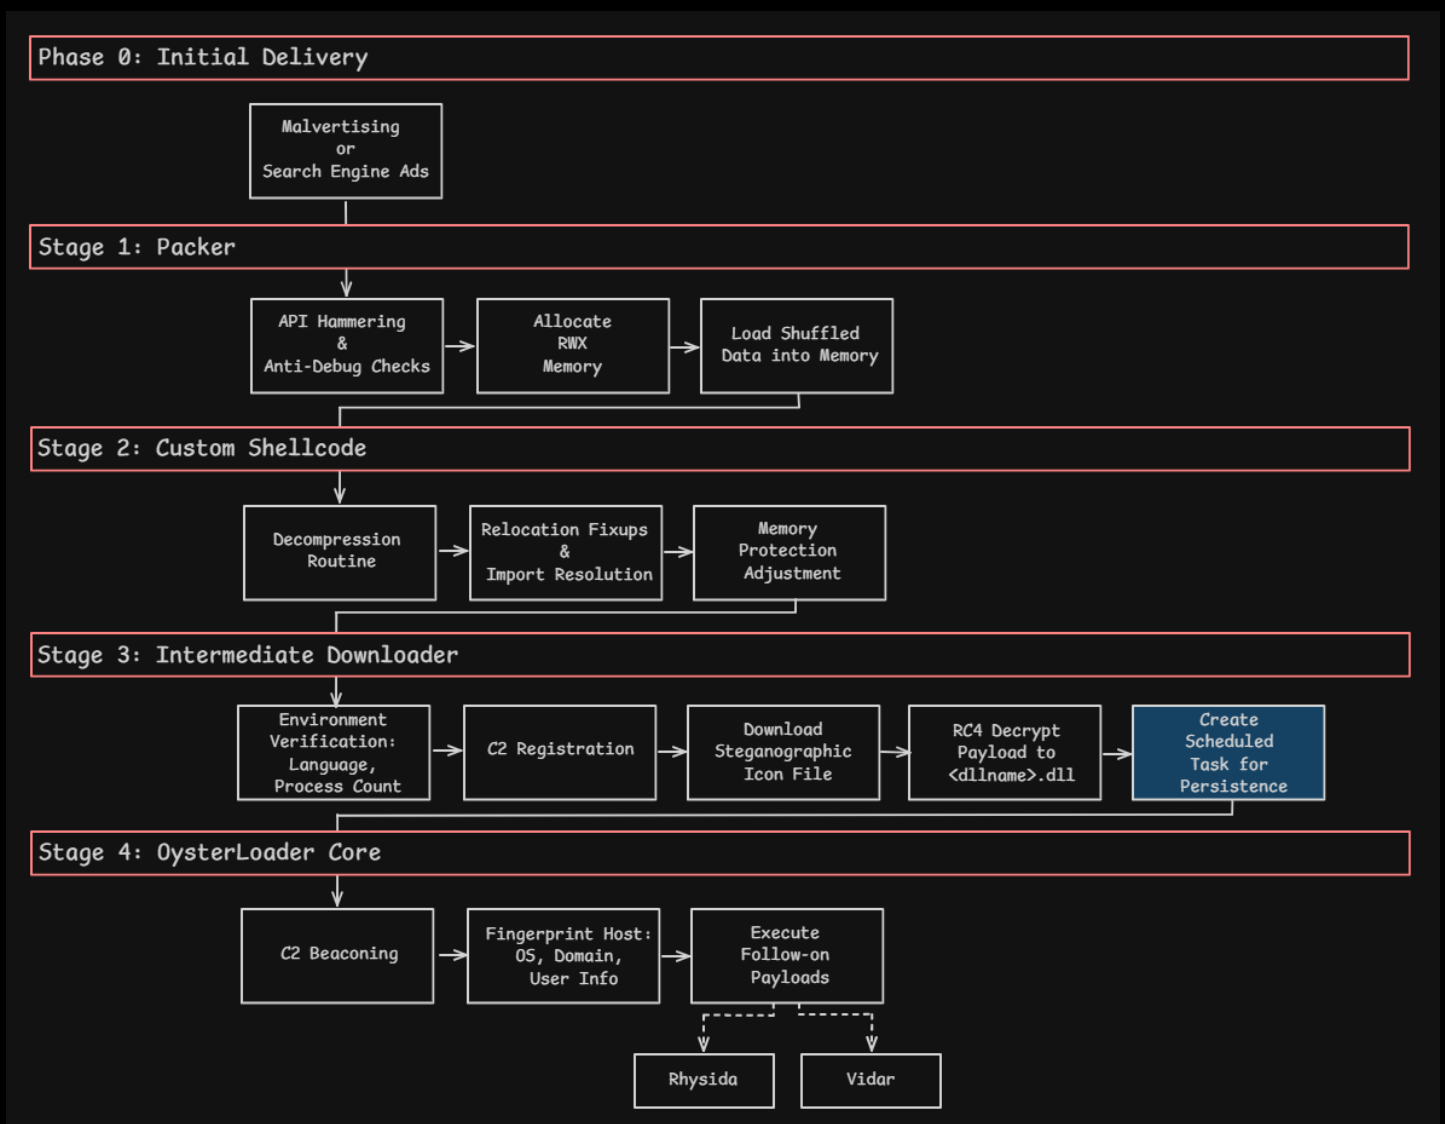 Phase 0: Initial Delivery
Malvertising
or
Search Engine Ads
Stage 1: Packer
API Hammering
&
Anti-Debug Checks
Allocate
RWX
Memory
Load Shuffled
Data into Memory
Stage 2: Custom Shellcode
Decompression
Routine
Relocation Fixups
&
Import Resolution
Memory
Protection
Adjustment
Stage 3: Intermediate Downloader
Environment
Verification:
Language,
Process Count
C2 Registration
Download
Steganographic
Icon File
RC4 Decrypt
Payload to
<dllname>.dll
Create
Scheduled
Task for
Persistence
Stage 4: OysterLoader Core
C2 Beaconing
Fingerprint Host:
OS, Domain,
User Info
Execute
Follow-on
Payloads
Rhysida
Vidar